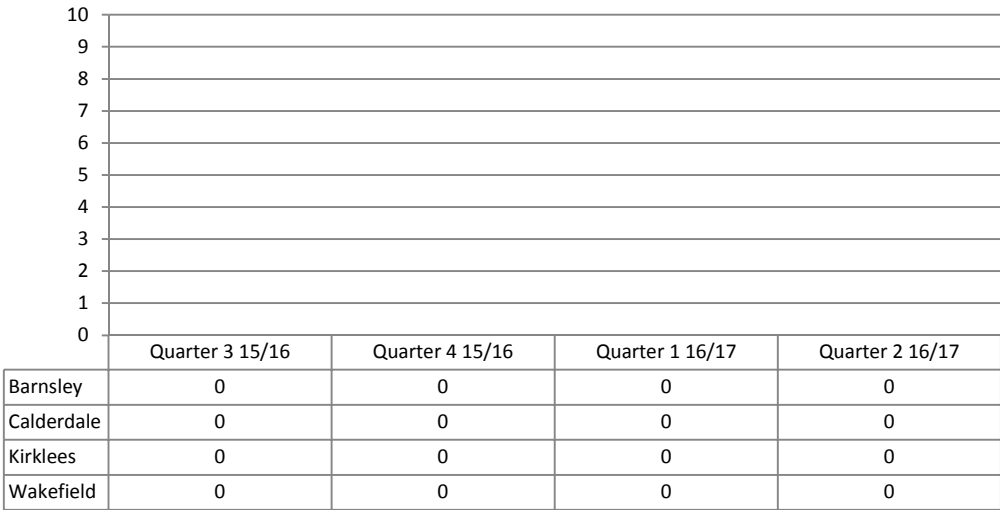 10
9
8
7
6
5
4
3
2
1
0
Quarter 3 15/16 Quarter 4 15/16 Quarter 1 16/17 Quarter 2 16/17
Barnsley 0 0 0 0
Calderdale 0 0 0 0
Kirklees 0 0 0 0
Wakefield 0 0 0 0